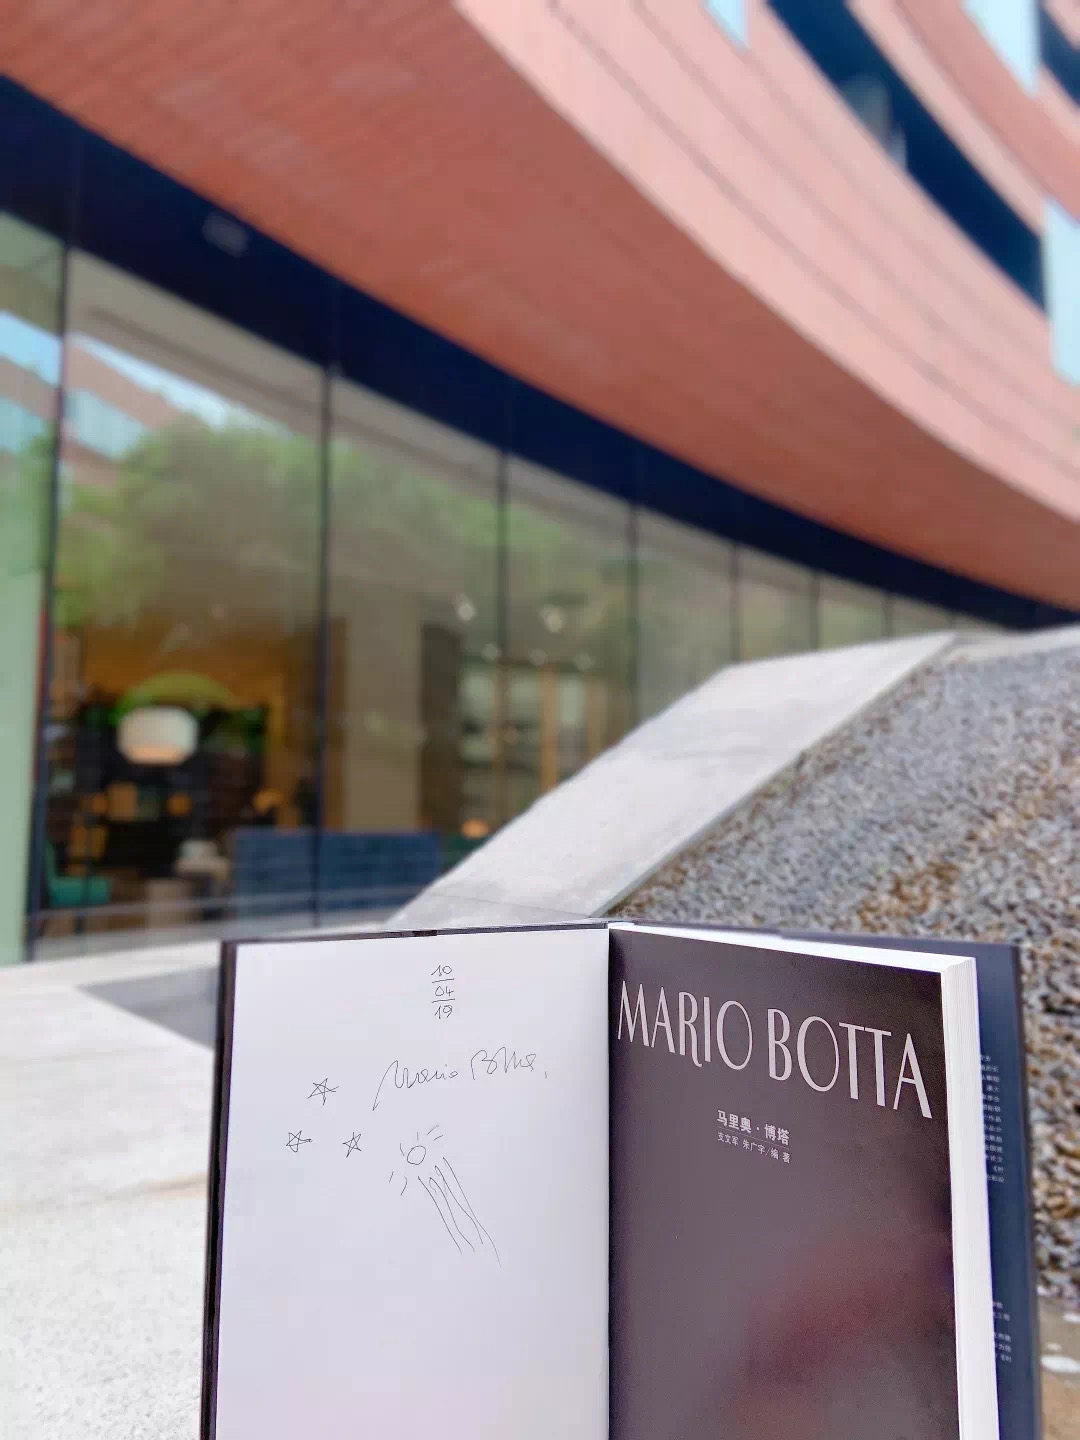 10
04
19
Mario Botta.
MARIO BOTTA
马里奥·博塔
支文军 朱广宇/编 著